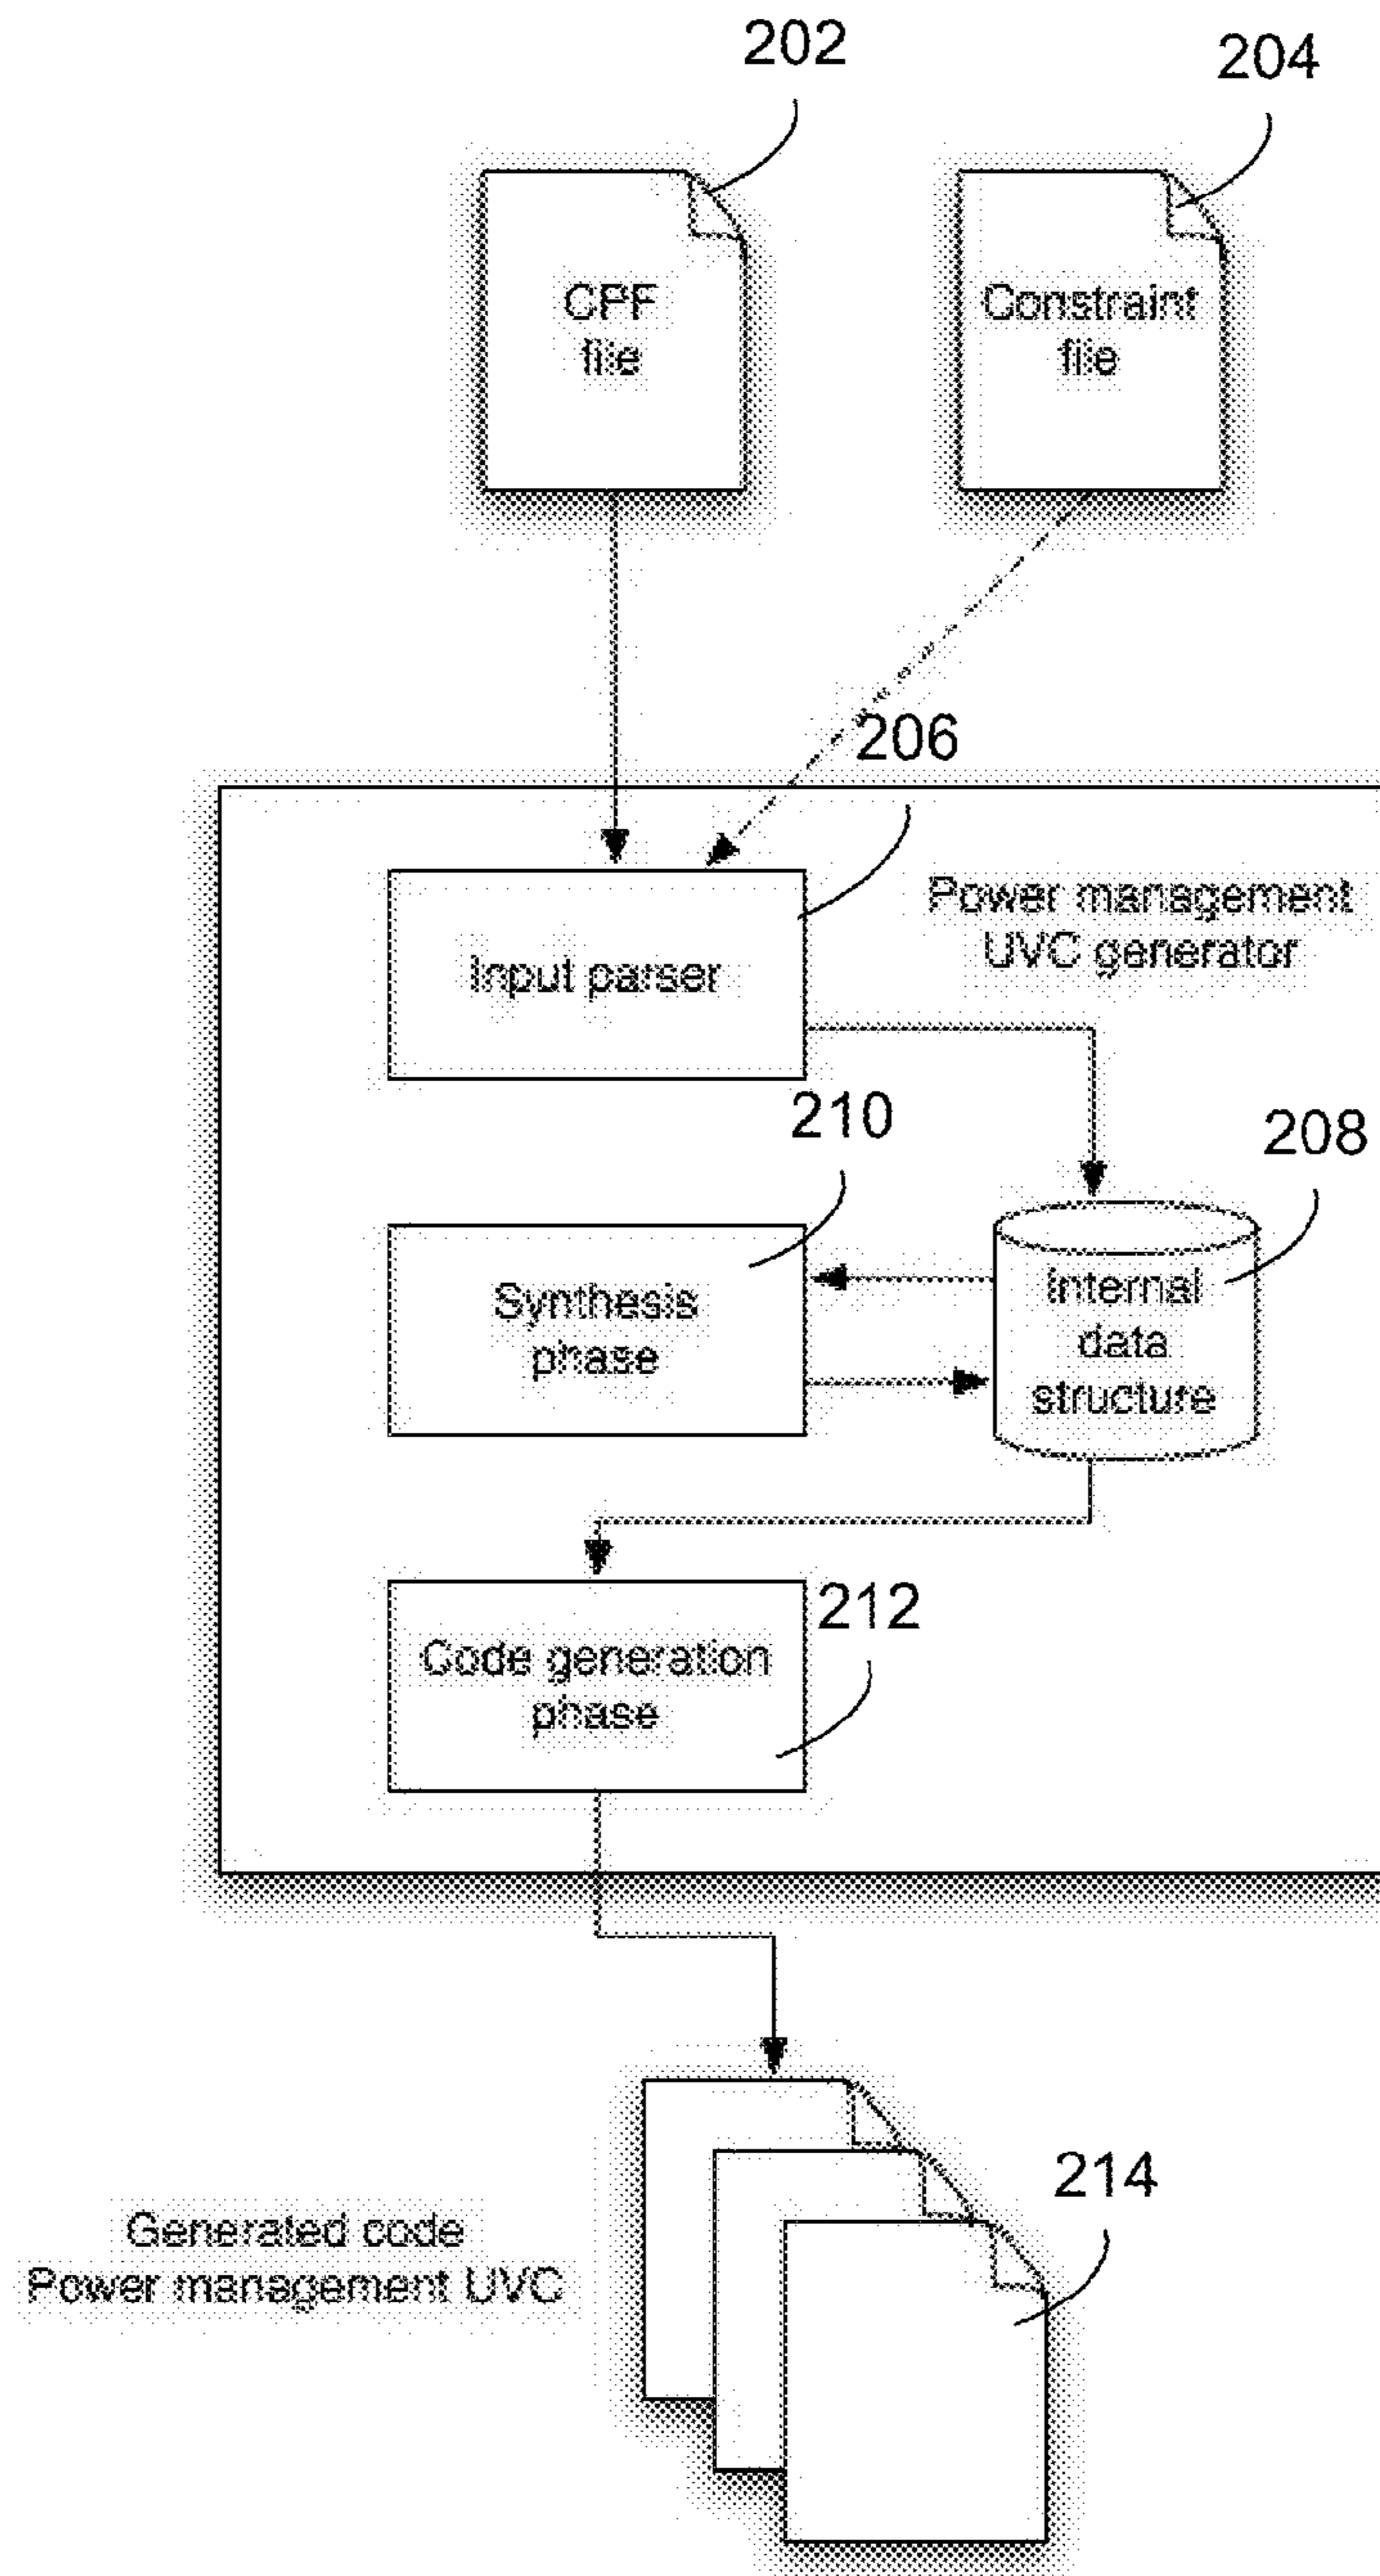 202
204
CPF
file
Constraint
file
206
Power management
UVC generator
Input parser
210
208
Synthesis
phase
Internal
data
structure
212
Code generation
phase
214
Generated code
Power management UVC